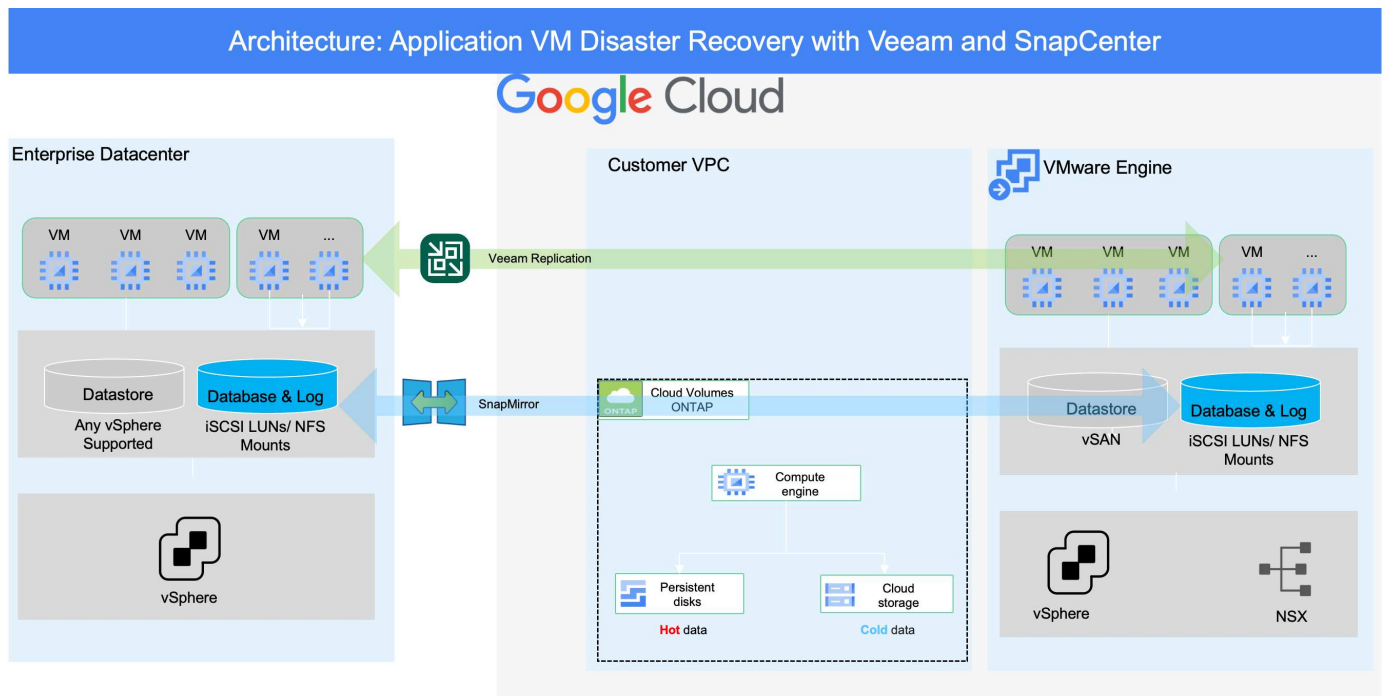 Architecture: Application VM Disaster Recovery with Veeam and SnapCenter
Google Cloud
Enterprise Datacenter
VM
VM
VM
VM
...
Datastore
Any vSphere
Supported
Database & Log
iSCSI LUNs/ NFS
Mounts
vSphere
Veeam Replication
SnapMirror
Customer VPC
ONTAP
Cloud Volumes
ONTAP
Compute
engine
Persistent
disks
Hot data
Cloud
storage
Cold data
VMware Engine
VM
VM
VM
VM
...
Datastore
vSAN
Database & Log
iSCSI LUNs/ NFS
Mounts
vSphere
NSX